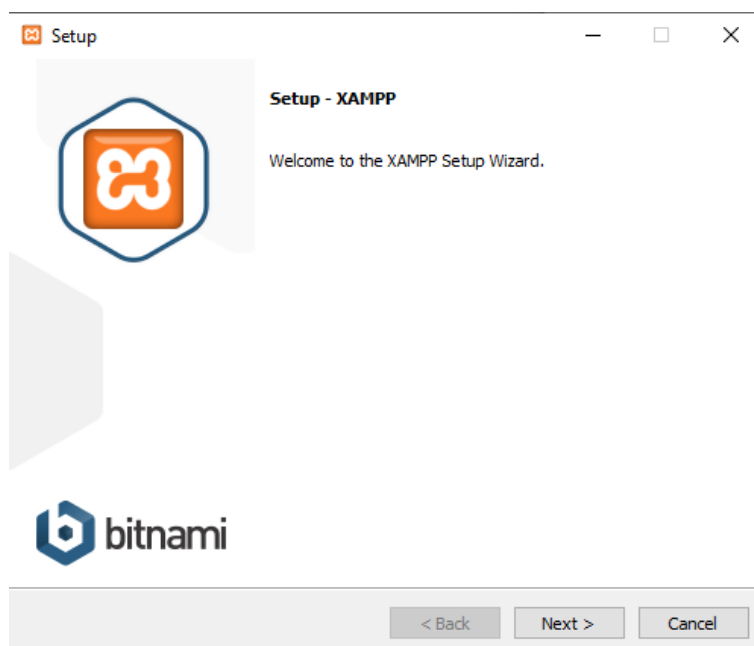 Setup
Setup - XAMPP
Welcome to the XAMPP Setup Wizard.
bitnami
< Back
Next >
Cancel